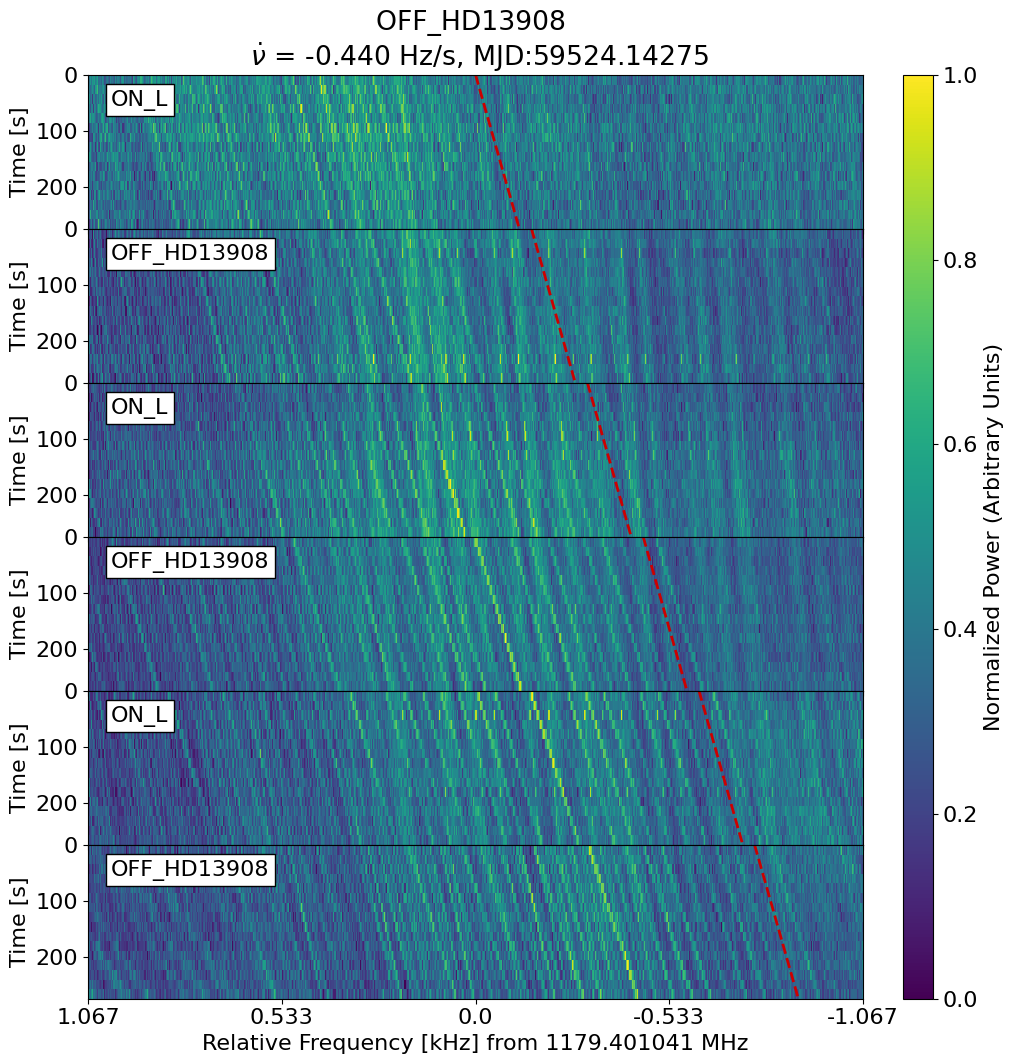 OFF_HD13908
ν̇ = -0.440 Hz/s, MJD:59524.14275
0
100
200
Time [s]
ON_L
0
100
200
Time [s]
OFF_HD13908
0
100
200
Time [s]
ON_L
0
100
200
Time [s]
OFF_HD13908
0
100
200
Time [s]
ON_L
0
100
200
Time [s]
OFF_HD13908
1.067 0.533 0.0 -0.533 -1.067
Relative Frequency [kHz] from 1179.401041 MHz
1.0
0.8
0.6
0.4
0.2
0.0
Normalized Power (Arbitrary Units)